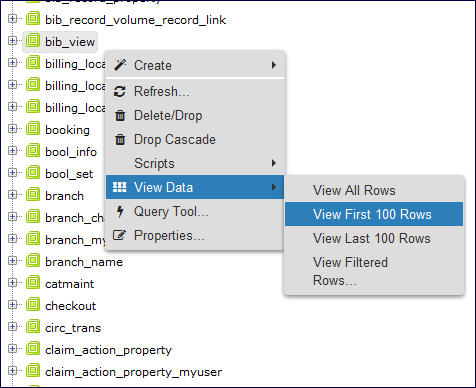 bib_record_property
bib_record_volume_record_link
bib_view
billing_loca
billing_loca
billing_loca
booking
bool_info
bool_set
branch
branch_cha
branch_my
branch_name
catmaint
checkout
circ_trans
claim_action_property
claim_action_property_myuser
Create
Refresh...
Delete/Drop
Drop Cascade
Scripts
View Data
Query Tool...
Properties...
View All Rows
View First 100 Rows
View Last 100 Rows
View Filtered
Rows...